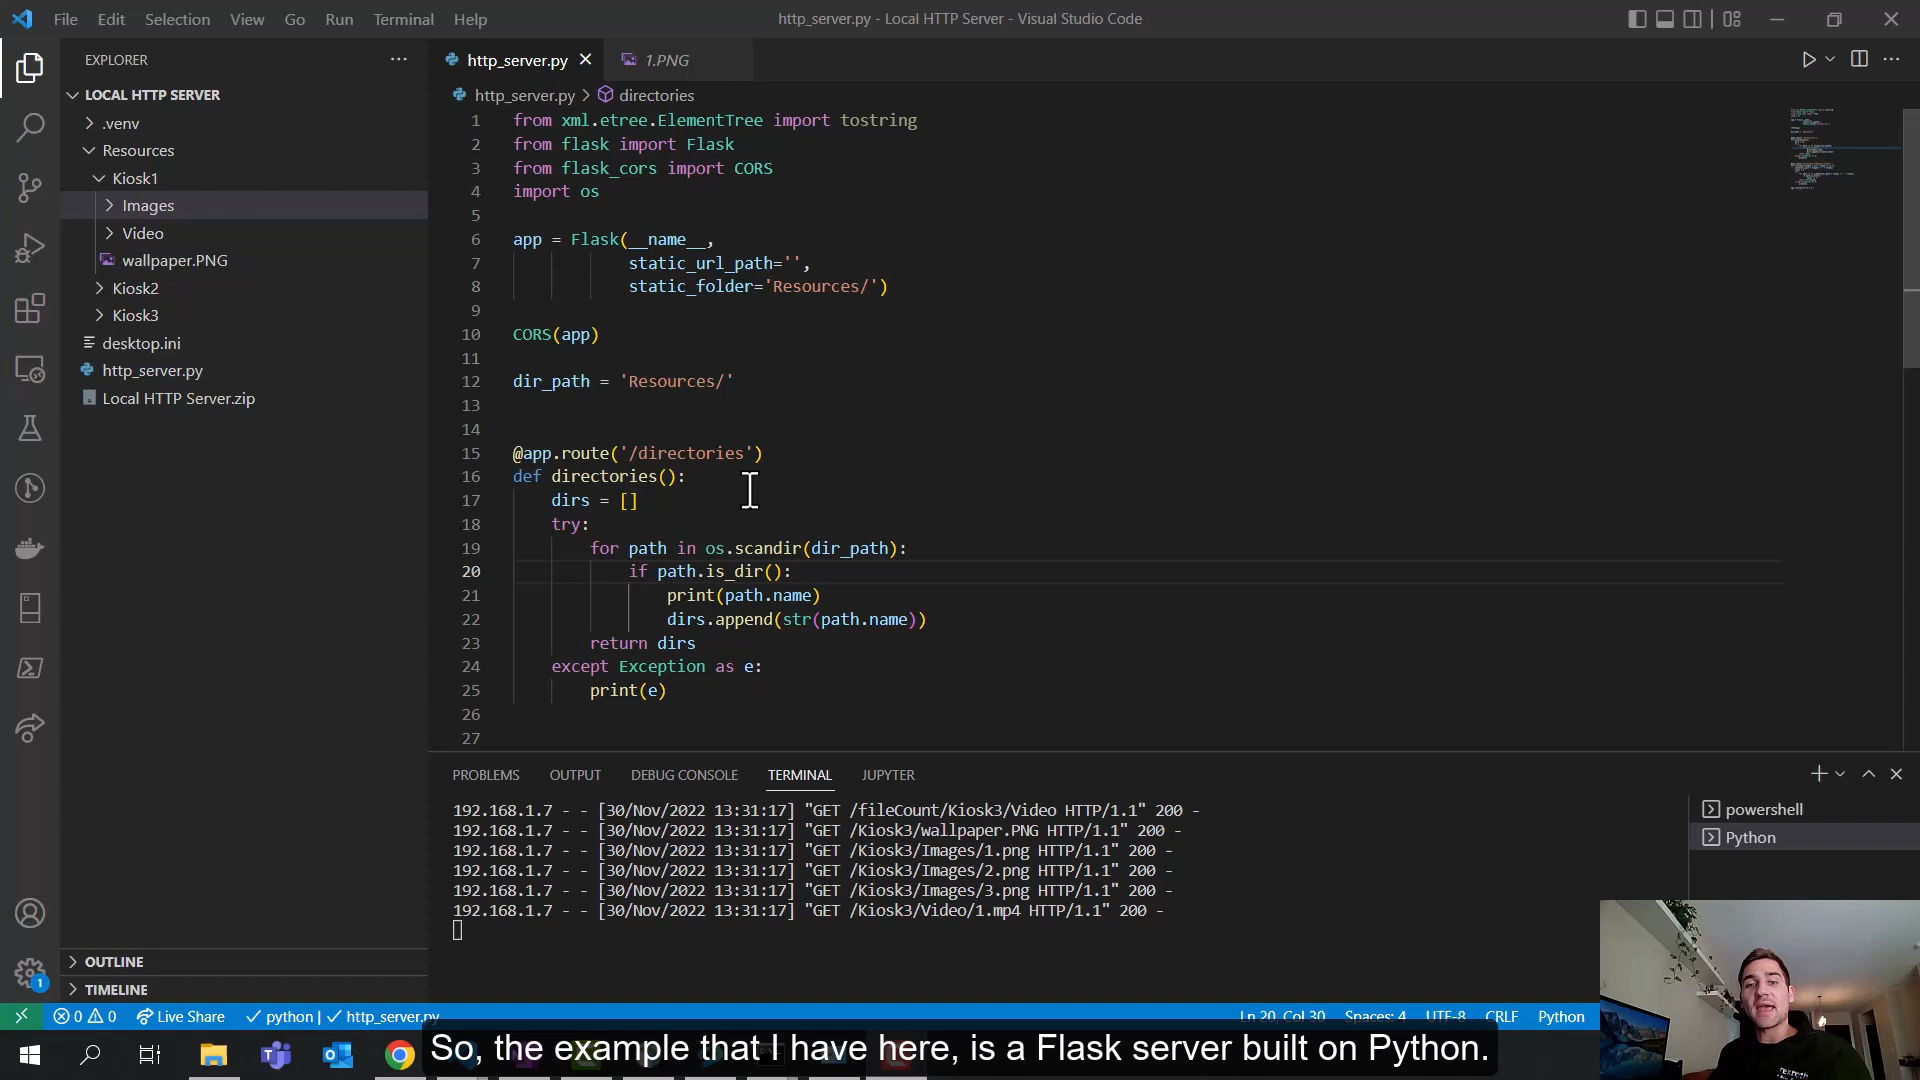 File Edit Selection View Go Run Terminal Help
http_server.py - Local HTTP Server - Visual Studio Code
EXPLORER
LOCAL HTTP SERVER
.venv
Resources
Kiosk1
Images
Video
wallpaper.PNG
Kiosk2
Kiosk3
desktop.ini
http_server.py
Local HTTP Server.zip
OUTLINE
TIMELINE
http_server.py
1.PNG
http_server.py > directories
1 from xml.etree.ElementTree import tostring
2 from flask import Flask
3 from flask_cors import CORS
4 import os
5
6 app = Flask(__name__,
7 static_url_path='',
8 static_folder='Resources/')
9
10 CORS(app)
11
12 dir_path = 'Resources/'
13
14
15 @app.route('/directories')
16 def directories():
17 dirs = []
18 try:
19 for path in os.scandir(dir_path):
20 if path.is_dir():
21 print(path.name)
22 dirs.append(str(path.name))
23 return dirs
24 except Exception as e:
25 print(e)
26
27
PROBLEMS OUTPUT DEBUG CONSOLE TERMINAL JUPYTER
192.168.1.7 - - [30/Nov/2022 13:31:17] "GET /fileCount/Kiosk3/Video HTTP/1.1" 200 -
192.168.1.7 - - [30/Nov/2022 13:31:17] "GET /Kiosk3/wallpaper.PNG HTTP/1.1" 200 -
192.168.1.7 - - [30/Nov/2022 13:31:17] "GET /Kiosk3/Images/1.png HTTP/1.1" 200 -
192.168.1.7 - - [30/Nov/2022 13:31:17] "GET /Kiosk3/Images/2.png HTTP/1.1" 200 -
192.168.1.7 - - [30/Nov/2022 13:31:17] "GET /Kiosk3/Images/3.png HTTP/1.1" 200 -
192.168.1.7 - - [30/Nov/2022 13:31:17] "GET /Kiosk3/Video/1.mp4 HTTP/1.1" 200 -
powershell
Python
1
0 0 Live Share python | http_server.py
Ln 20, Col 30 Spaces: 4 UTF-8 CRLF Python
So, the example that I have here, is a Flask server built on Python.
rexroth